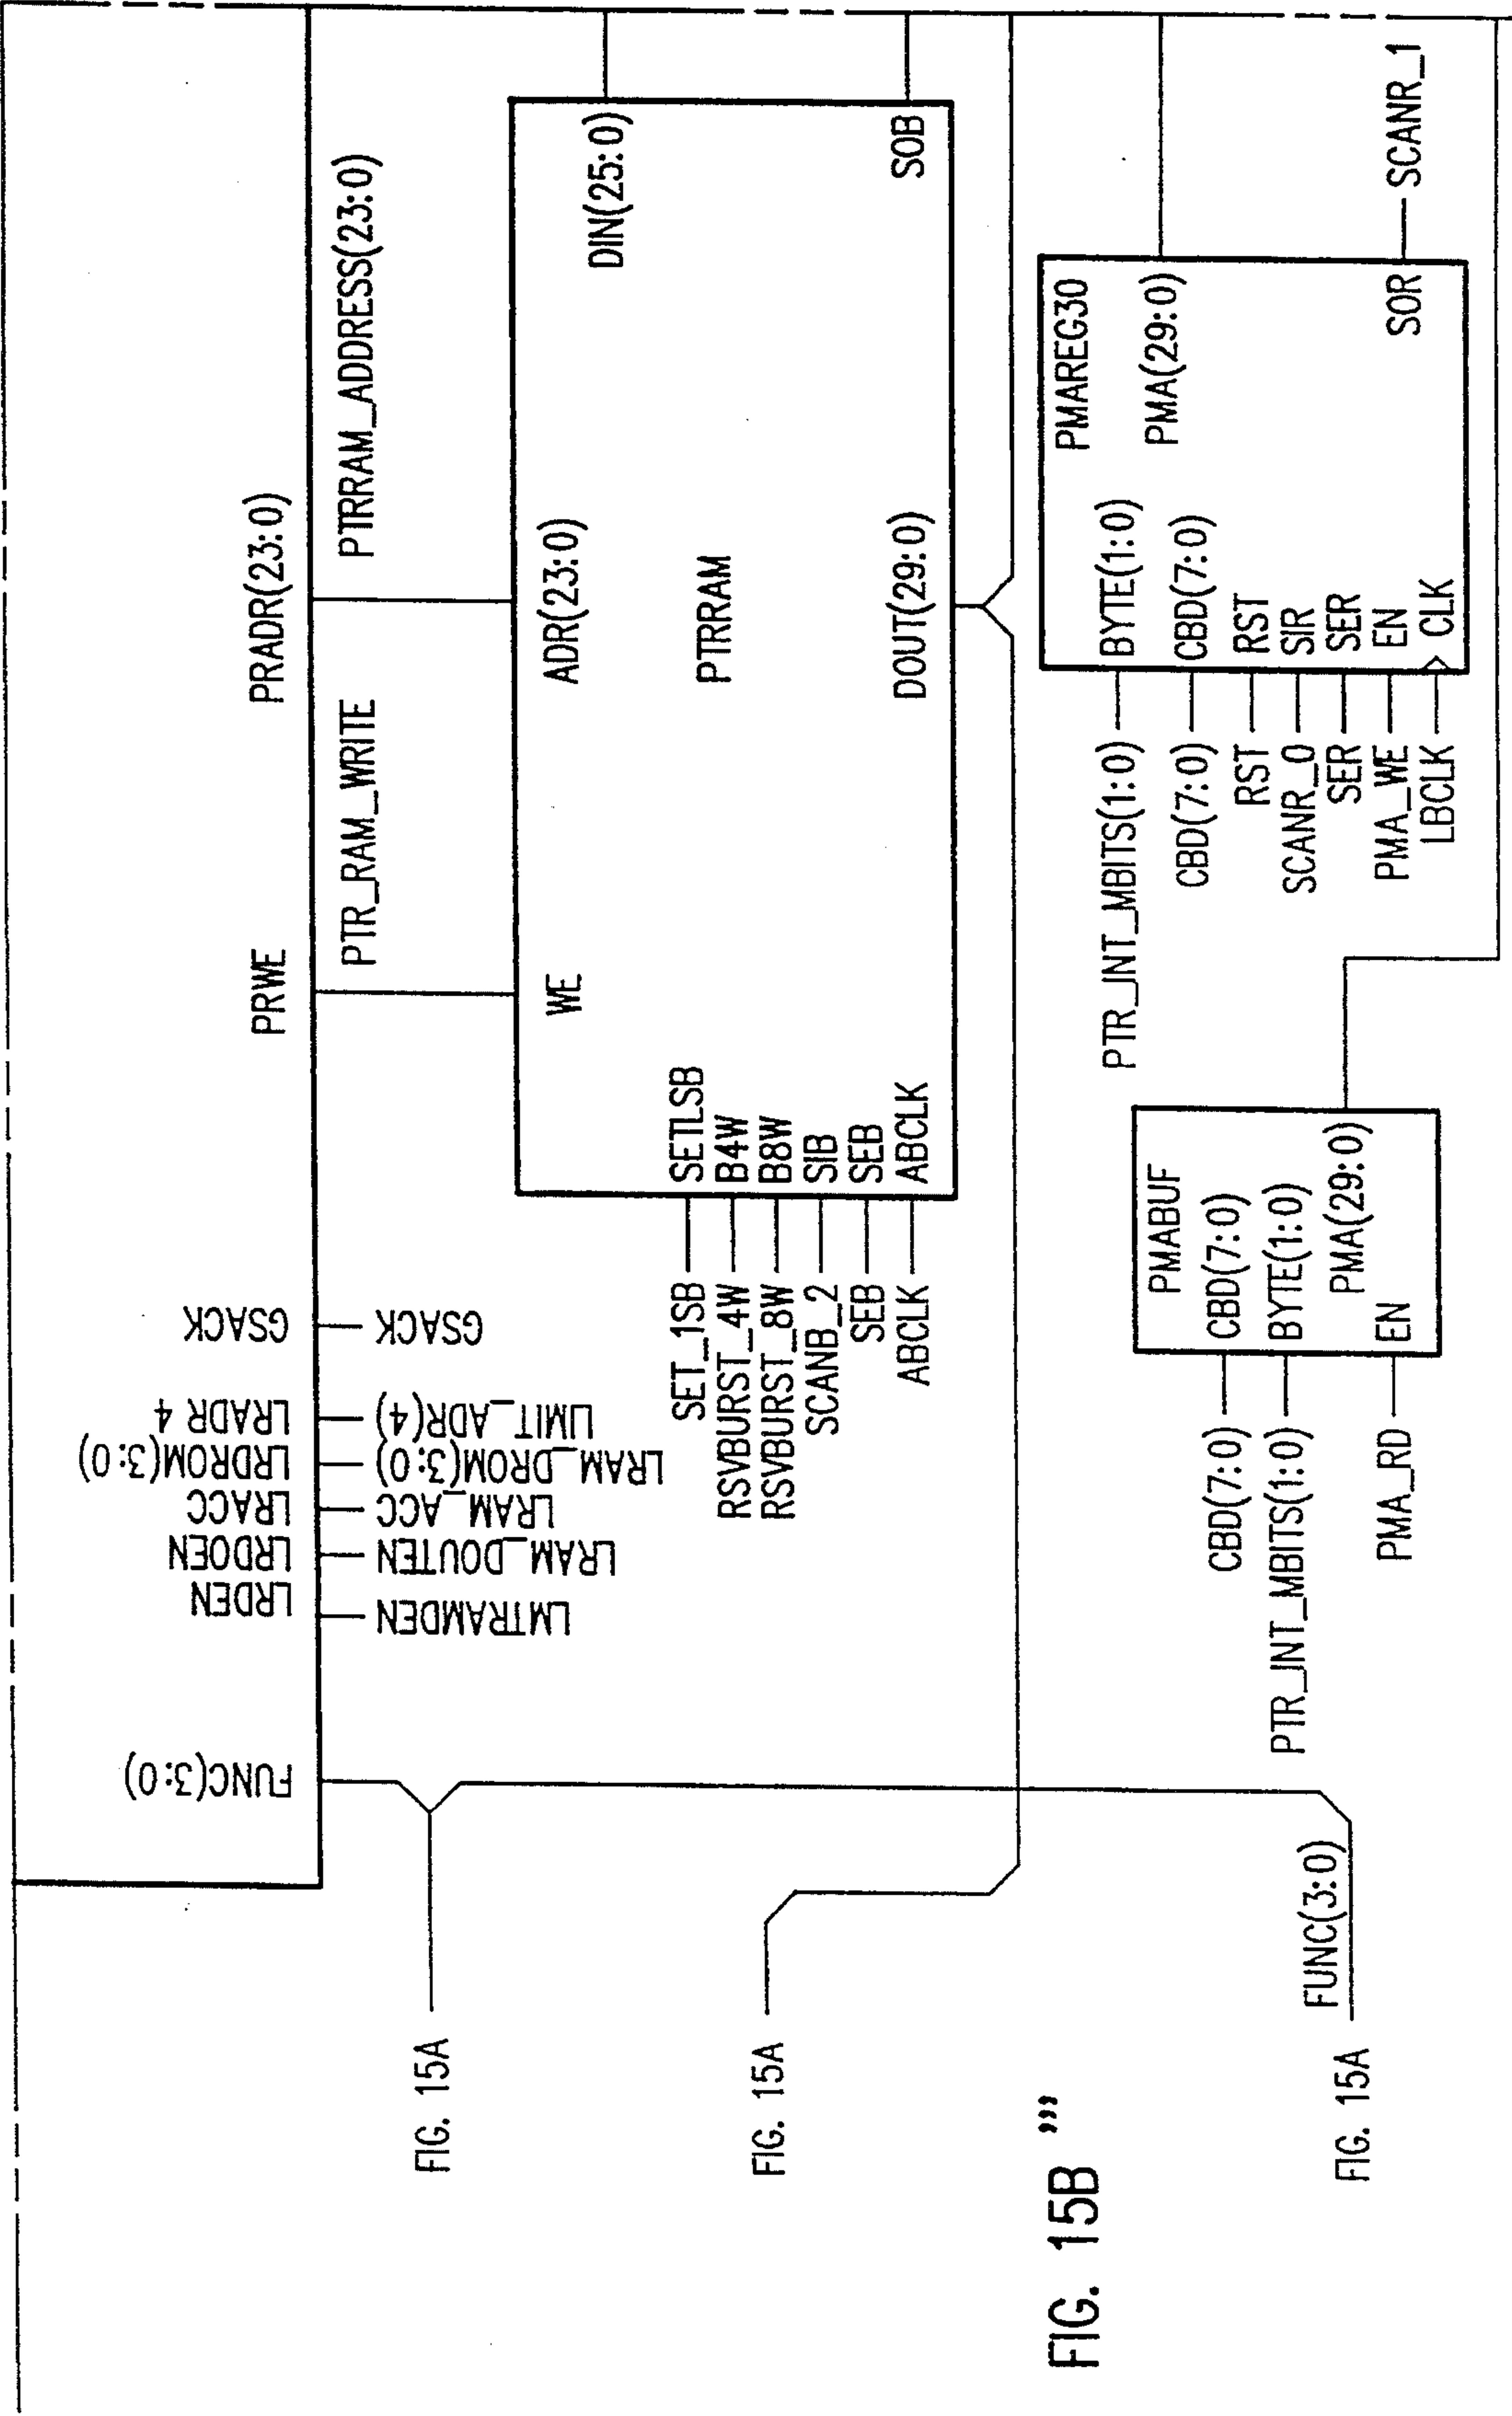 FUNC(3:0)
LRDEN
LRDOEN
LRACC
LRDROM(3:0)
LRADR 4
GSACK
PRWE
PRADR(23:0)
LMTRAMDEN
LRAM_DOUTEN
LRAM_ACC
LRAM_DROM(3:0)
LIMIT_ADR(4)
GSACK
PTR_RAM_WRITE
PTRRAM_ADDRESS(23:0)
WE
ADR(23:0)
DIN(25:0)
PTRRAM
SET_1SB
SETLSB
RSVBURST_4W
B4W
RSVBURST_8W
B8W
SCANB_2
SIB
SEB
SEB
ABCLK
ABCLK
DOUT(29:0)
SOB
FIG. 15A
FIG. 15A
PMAREG30
PTR_INT_MBITS(1:0)
BYTE(1:0)
PMA(29:0)
CBD(7:0)
CBD(7:0)
RST
RST
SCANR_0
SIR
SER
SER
PMA_WE
EN
SOR
SCANR_1
LBCLK
CLK
PMABUF
CBD(7:0)
CBD(7:0)
PTR_INT_MBITS(1:0)
BYTE(1:0)
PMA(29:0)
PMA_RD
EN
FUNC(3:0)
FIG. 15A
FIG. 15B '''